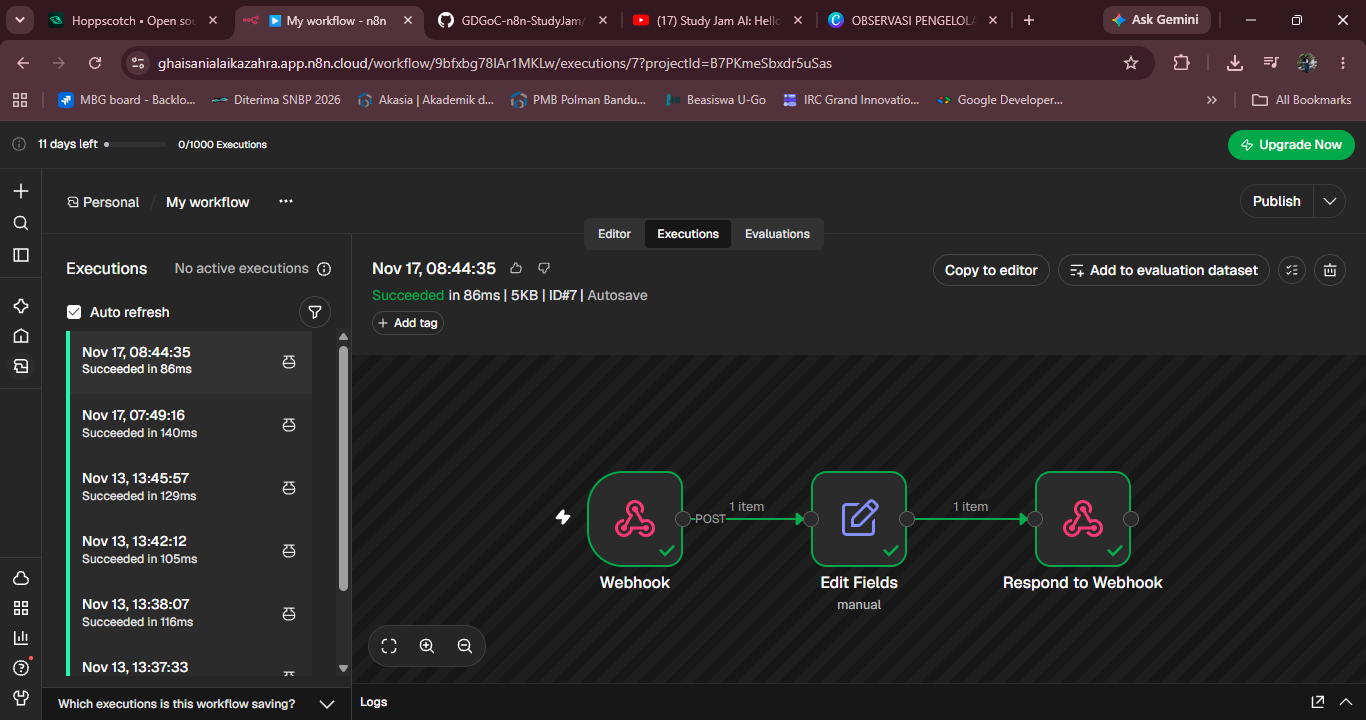 Hoppscotch • Open sou
My workflow - n8n
GDGoC-n8n-StudyJam/
(17) Study Jam AI: Hello
OBSERVASI PENGELOLA
Ask Gemini
ghaisanialaikazahra.app.n8n.cloud/workflow/9bfxbg78IAr1MKLw/executions/7?projectId=B7PKmeSbxdr5uSas
MBG board - Backlo...
Diterima SNBP 2026
Akasia | Akademik d...
PMB Polman Bandu...
Beasiswa U-Go
IRC Grand Innovatio...
Google Developer...
All Bookmarks
11 days left
0/1000 Executions
Upgrade Now
Personal / My workflow
Publish
Editor
Executions
Evaluations
Executions
No active executions
Auto refresh
Nov 17, 08:44:35
Succeeded in 86ms
Nov 17, 07:49:16
Succeeded in 140ms
Nov 13, 13:45:57
Succeeded in 129ms
Nov 13, 13:42:12
Succeeded in 105ms
Nov 13, 13:38:07
Succeeded in 116ms
Nov 13, 13:37:33
Which executions is this workflow saving?
Nov 17, 08:44:35
Copy to editor
Add to evaluation dataset
Succeeded in 86ms | 5KB | ID#7 | Autosave
+ Add tag
POST
1 item
1 item
Webhook
Edit Fields
manual
Respond to Webhook
Logs